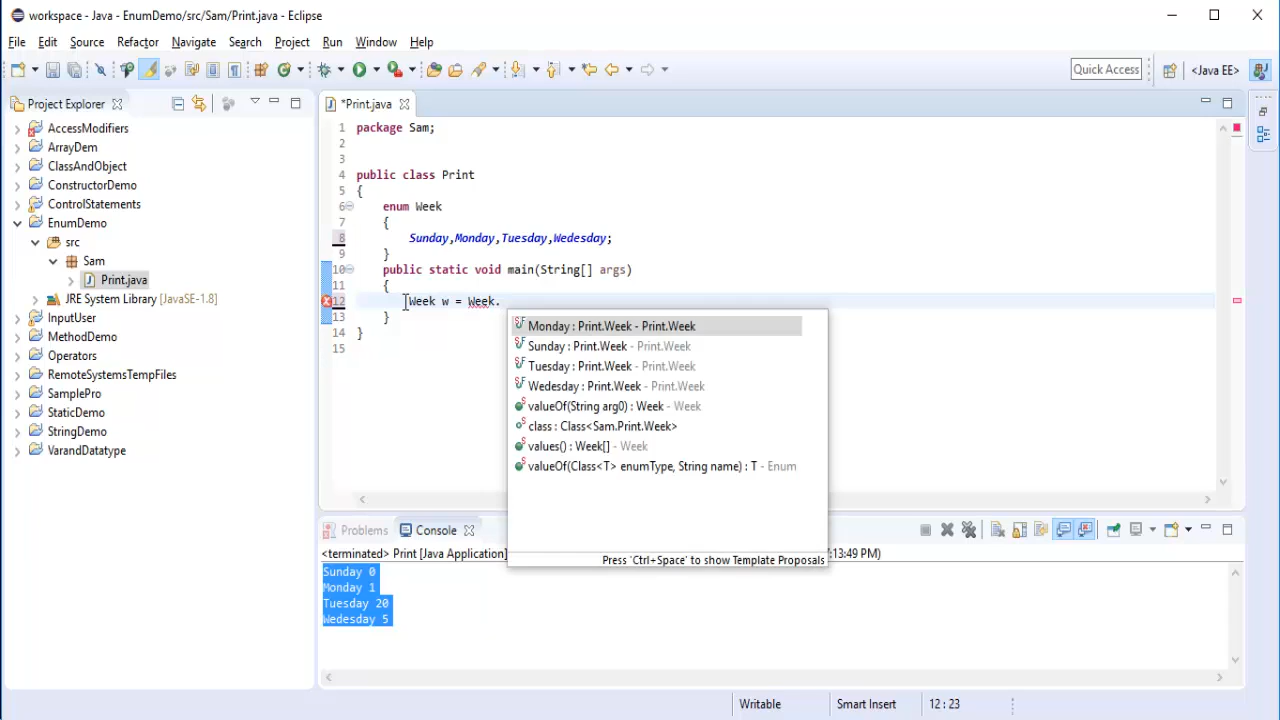 workspace - Java - EnumDemo/src/Sam/Print.java - Eclipse
File Edit Source Refactor Navigate Search Project Run Window Help
Quick Access <Java EE>
Project Explorer
AccessModifiers
ArrayDem
ClassAndObject
ConstructorDemo
ControlStatements
EnumDemo
src
Sam
Print.java
JRE System Library [JavaSE-1.8]
InputUser
MethodDemo
Operators
RemoteSystemsTempFiles
SamplePro
StaticDemo
StringDemo
VarandDatatype
*Print.java
1 package Sam;
2
3
4 public class Print
5 {
6 enum Week
7 {
8 Sunday,Monday,Tuesday,Wedesday;
9 }
10 public static void main(String[] args)
11 {
12 Week w = Week.
13 }
14 }
15
Monday : Print.Week - Print.Week
Sunday : Print.Week - Print.Week
Tuesday : Print.Week - Print.Week
Wedesday : Print.Week - Print.Week
valueOf(String arg0) : Week - Week
class : Class<Sam.Print.Week>
values() : Week[] - Week
valueOf(Class<T> enumType, String name) : T - Enum
Press 'Ctrl+Space' to show Template Proposals
Problems Console
<terminated> Print [Java Application] :13:49 PM)
Sunday 0
Monday 1
Tuesday 20
Wedesday 5
Writable Smart Insert 12 : 23